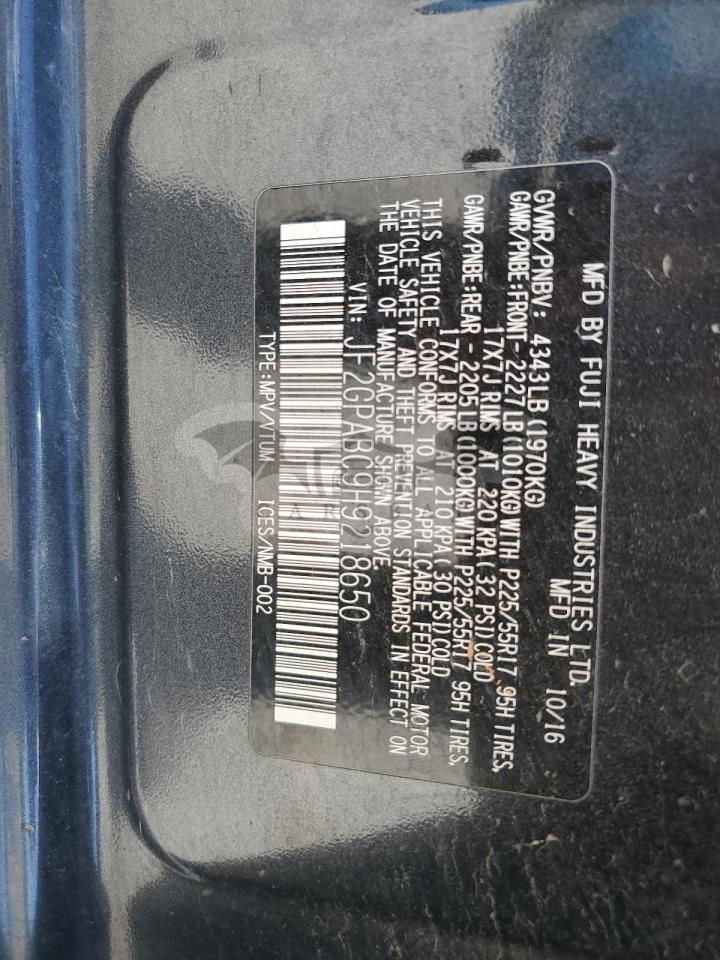 MFD BY FUJI HEAVY INDUSTRIES LTD.
MFD IN 10/16
GVWR/PNBV: 4343LB (1970KG)
GAWR/PNBE:FRONT- 2227LB (1010KG) WITH P225/55R17 95H TIRES,
17X7J RIMS AT 220 KPA ( 32 PSI) COLD
GAWR/PNBE:REAR - 2205LB (1000KG) WITH P225/55R17 95H TIRES,
17X7J RIMS AT 210 KPA ( 30 PSI) COLD
THIS VEHICLE CONFORMS TO ALL APPLICABLE FEDERAL MOTOR
VEHICLE SAFETY AND THEFT PREVENTION STANDARDS IN EFFECT ON
THE DATE OF MANUFACTURE SHOWN ABOVE.
VIN: JF2GPABC9H9218650
TYPE:MPV/VTUM ICES/NMB-002